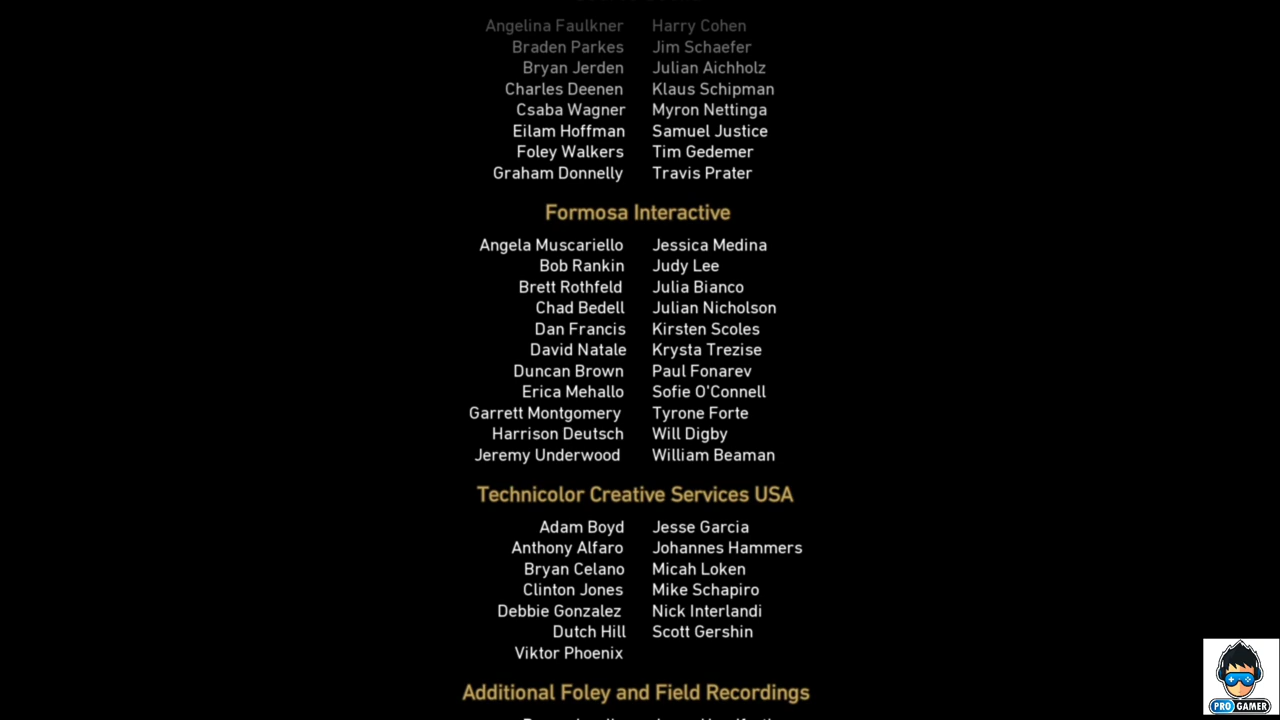 Angelina Faulkner Harry Cohen
Braden Parkes Jim Schaefer
Bryan Jerden Julian Aichholz
Charles Deenen Klaus Schipman
Csaba Wagner Myron Nettinga
Eilam Hoffman Samuel Justice
Foley Walkers Tim Gedemer
Graham Donnelly Travis Prater
Formosa Interactive
Angela Muscariello Jessica Medina
Bob Rankin Judy Lee
Brett Rothfeld Julia Bianco
Chad Bedell Julian Nicholson
Dan Francis Kirsten Scoles
David Natale Krysta Trezise
Duncan Brown Paul Fonarev
Erica Mehallo Sofie O'Connell
Garrett Montgomery Tyrone Forte
Harrison Deutsch Will Digby
Jeremy Underwood William Beaman
Technicolor Creative Services USA
Adam Boyd Jesse Garcia
Anthony Alfaro Johannes Hammers
Bryan Celano Micah Loken
Clinton Jones Mike Schapiro
Debbie Gonzalez Nick Interlandi
Dutch Hill Scott Gershin
Viktor Phoenix
Additional Foley and Field Recordings
PRO GAMER